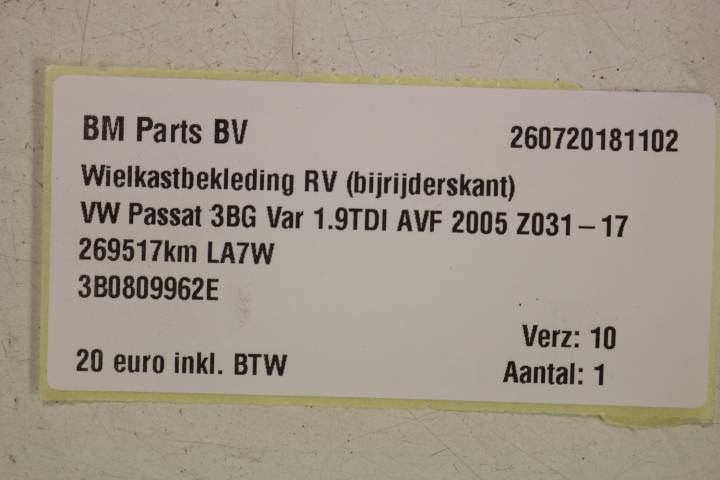 BM Parts BV 260720181102
Wielkastbekleding RV (bijrijderskant)
VW Passat 3BG Var 1.9TDI AVF 2005 Z031-17
269517km LA7W
3B0809962E
Verz: 10
20 euro inkl. BTW Aantal: 1